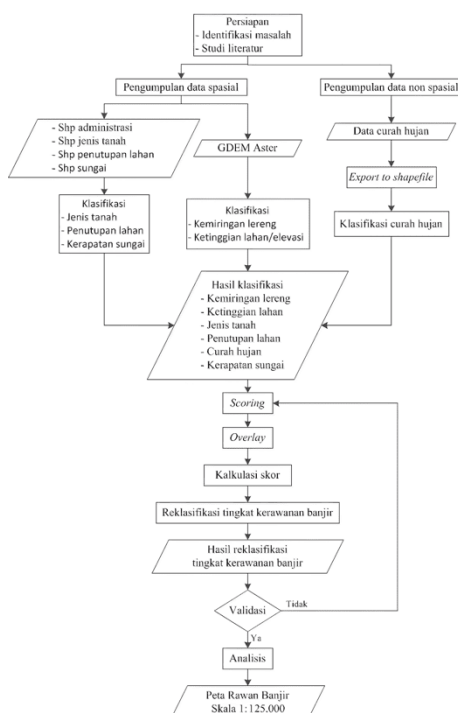 Persiapan
- Identifikasi masalah
- Studi literatur
Pengumpulan data spasial
Pengumpulan data non spasial
- Shp administrasi
- Shp jenis tanah
- Shp penutupan lahan
- Shp sungai
GDEM Aster
Data curah hujan
Export to shapefile
Klasifikasi
- Jenis tanah
- Penutupan lahan
- Kerapatan sungai
Klasifikasi
- Kemiringan lereng
- Ketinggian lahan/elevasi
Klasifikasi curah hujan
Hasil klasifikasi
- Kemiringan lereng
- Ketinggian lahan
- Jenis tanah
- Penutupan lahan
- Curah hujan
- Kerapatan sungai
Scoring
Overlay
Kalkulasi skor
Reklasifikasi tingkat kerawanan banjir
Hasil reklasifikasi
tingkat kerawanan banjir
Validasi
Tidak
Ya
Analisis
Peta Rawan Banjir
Skala 1:125.000